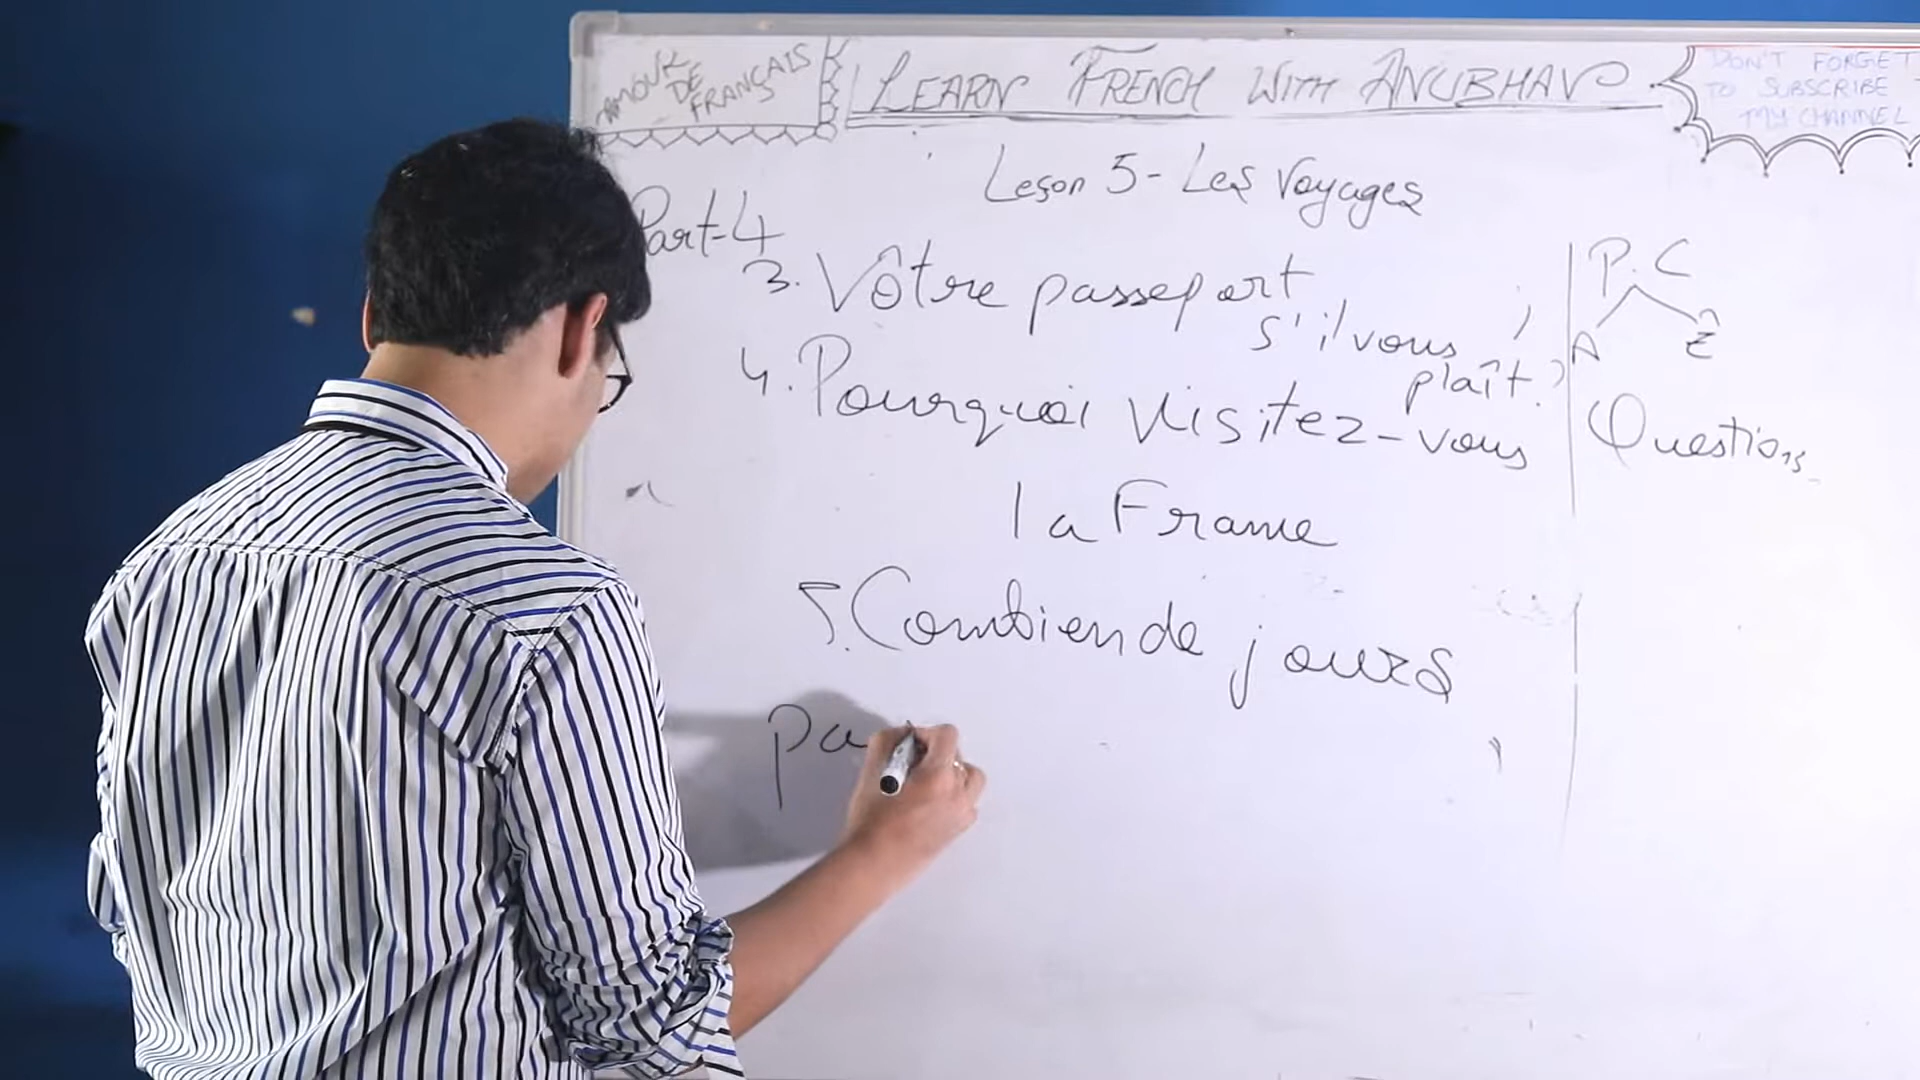 AMOUR DE FRANÇAIS
LEARN FRENCH WITH ANUBHAV
DON'T FORGET TO SUBSCRIBE MY CHANNEL
Leçon 5 - Les Voyages
Part-4
3. Vôtre passeport
s'il vous
plaît.?
4. Pourquoi Visitez-vous
la France
5. Combien de jours
pa
P. C
A É
Questions